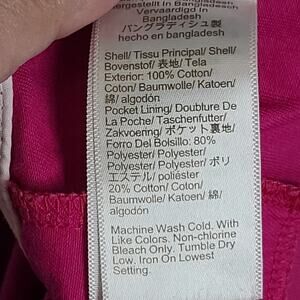 Vervaardigd in
Bangladesh
バングラディシュ製
hecho en bangladesh
Shell/ Tissu Principal/ Shell/
Bovenstof/ 表地/ Tela
Exterior: 100% Cotton/
Coton/ Baumwolle/ Katoen/
綿/ algodón
Pocket Lining/ Doublure De
La Poche/ Taschenfutter/
Zakvoering/ ポケット裏地/
Forro Del Bolsillo: 80%
Polyester/ Polyester/
Polyester/ Polyester/ ポリ
エステル/ poliéster
20% Cotton/ Coton/
Baumwolle/ Katoen/ 綿/
algodón
Machine Wash Cold. With
Like Colors. Non-chlorine
Bleach Only. Tumble Dry
Low. Iron On Lowest
Setting.